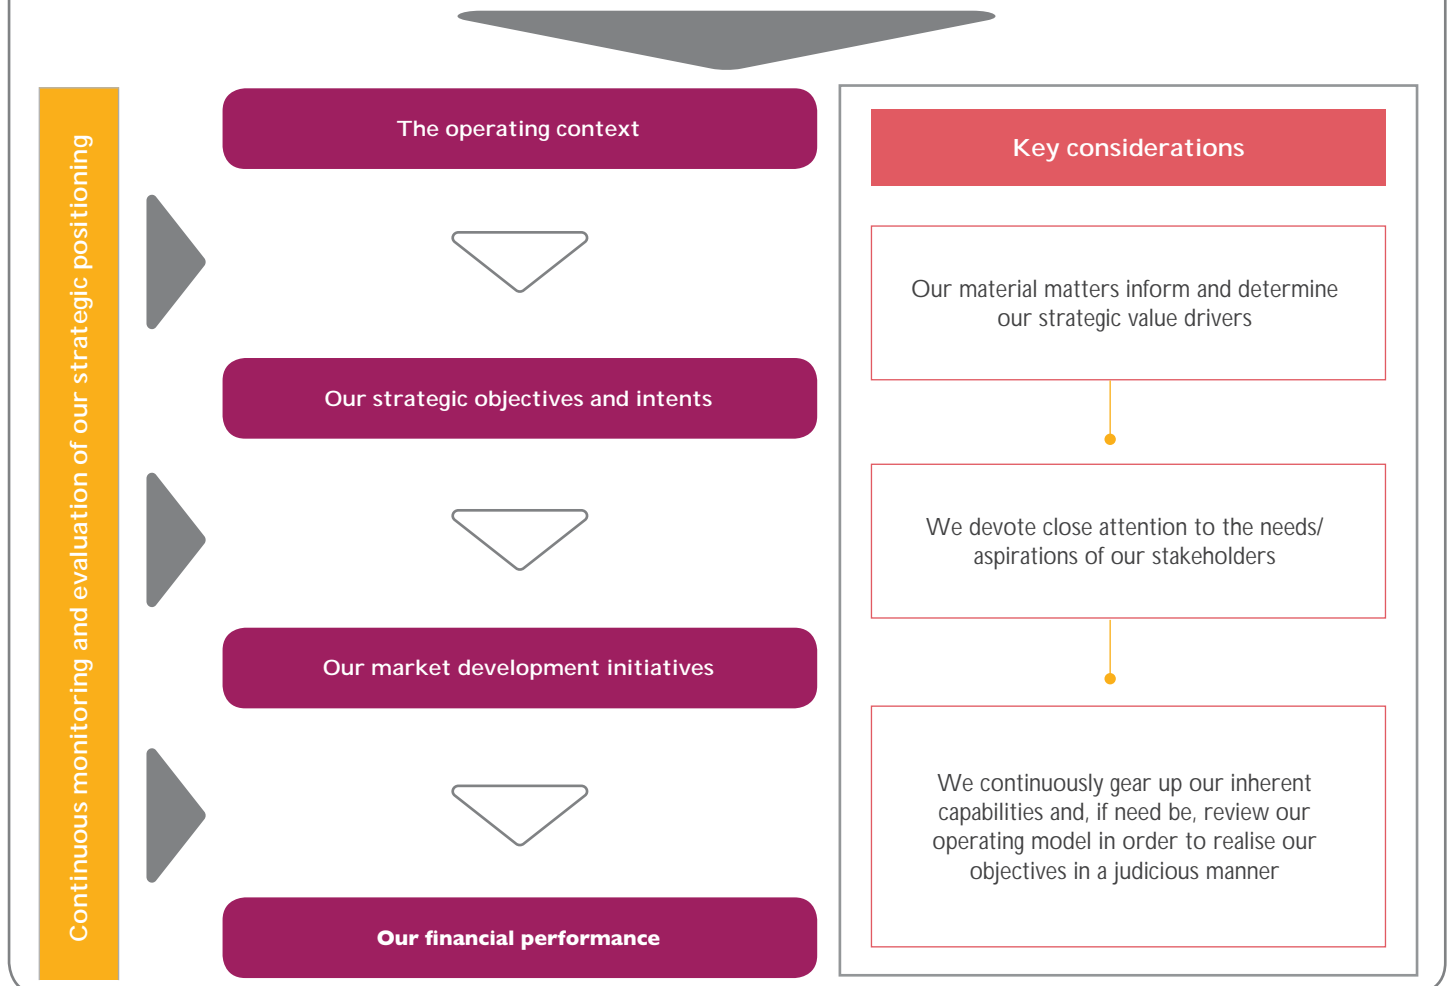 Continuous monitoring and evaluation of our strategic positioning
The operating context
Our strategic objectives and intents
Our market development initiatives
Our financial performance
Key considerations
Our material matters inform and determine
our strategic value drivers
We devote close attention to the needs/
aspirations of our stakeholders
We continuously gear up our inherent
capabilities and, if need be, review our
operating model in order to realise our
objectives in a judicious manner